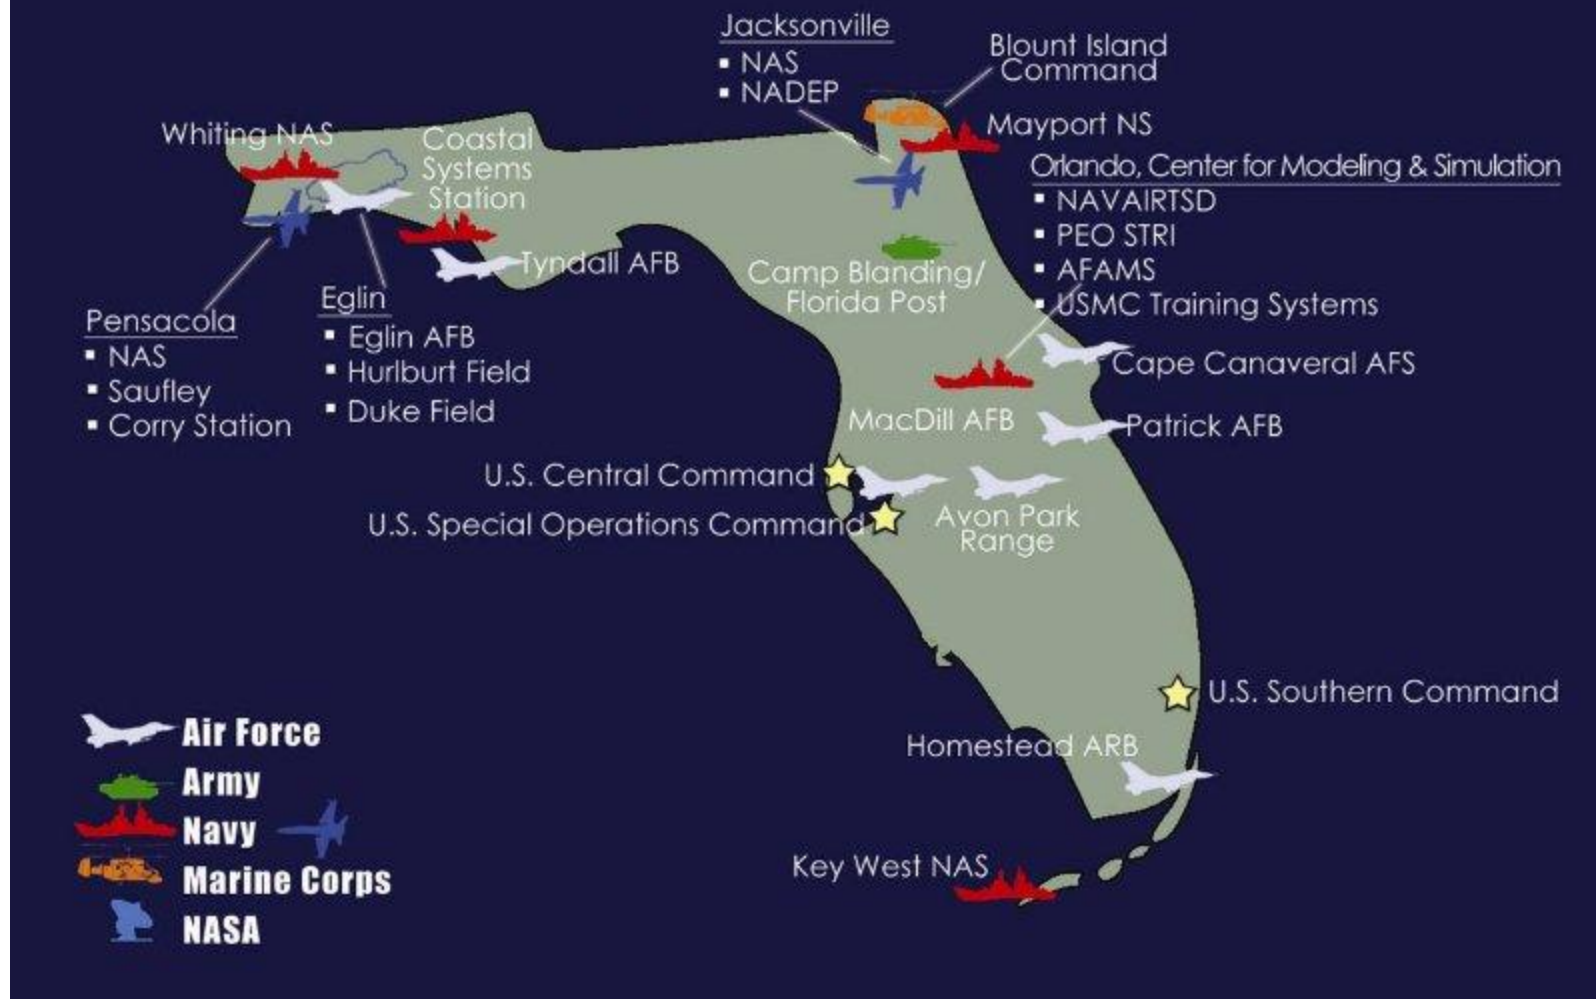 Jacksonville
▪ NAS
▪ NADEP
Blount Island
Command
Mayport NS
Whiting NAS
Coastal
Systems
Station
Orlando, Center for Modeling & Simulation
▪ NAVAIRTSD
▪ PEO STRI
▪ AFAMS
▪ USMC Training Systems
Tyndall AFB
Camp Blanding/
Florida Post
Eglin
▪ Eglin AFB
▪ Hurlburt Field
▪ Duke Field
Pensacola
▪ NAS
▪ Saufley
▪ Corry Station
Cape Canaveral AFS
MacDill AFB
Patrick AFB
U.S. Central Command
U.S. Special Operations Command
Avon Park
Range
U.S. Southern Command
Homestead ARB
Key West NAS
Air Force
Army
Navy
Marine Corps
NASA